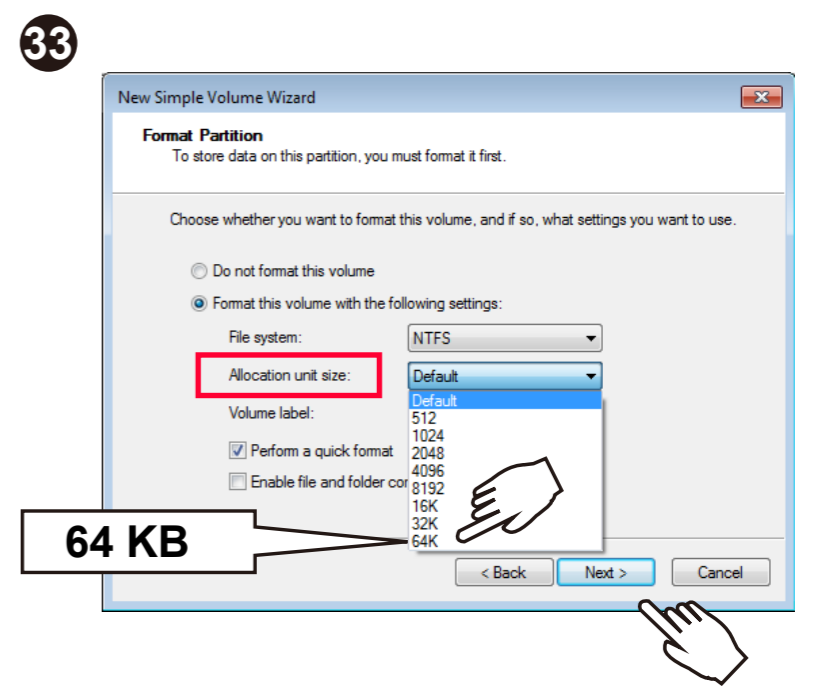 33
New Simple Volume Wizard
Format Partition
To store data on this partition, you must format it first.
Choose whether you want to format this volume, and if so, what settings you want to use.
Do not format this volume
Format this volume with the following settings:
File system: NTFS
Allocation unit size: Default
Volume label:
Default
512
1024
2048
4096
8192
16K
32K
64K
Perform a quick format
Enable file and folder
64 KB
< Back Next > Cancel